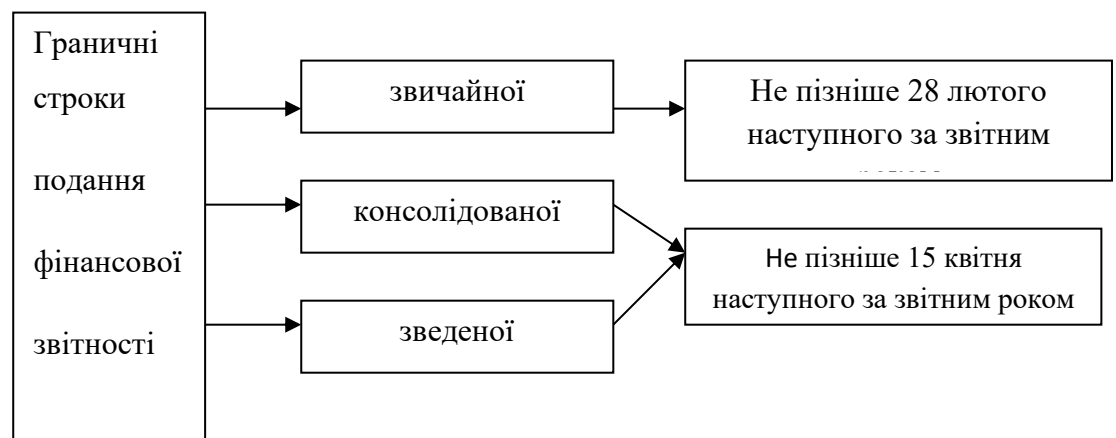 Граничні
строки
подання
фінансової
звітності
звичайної
Не пізніше 28 лютого
наступного за звітним
консолідованої
Не пізніше 15 квітня
наступного за звітним роком
зведеної